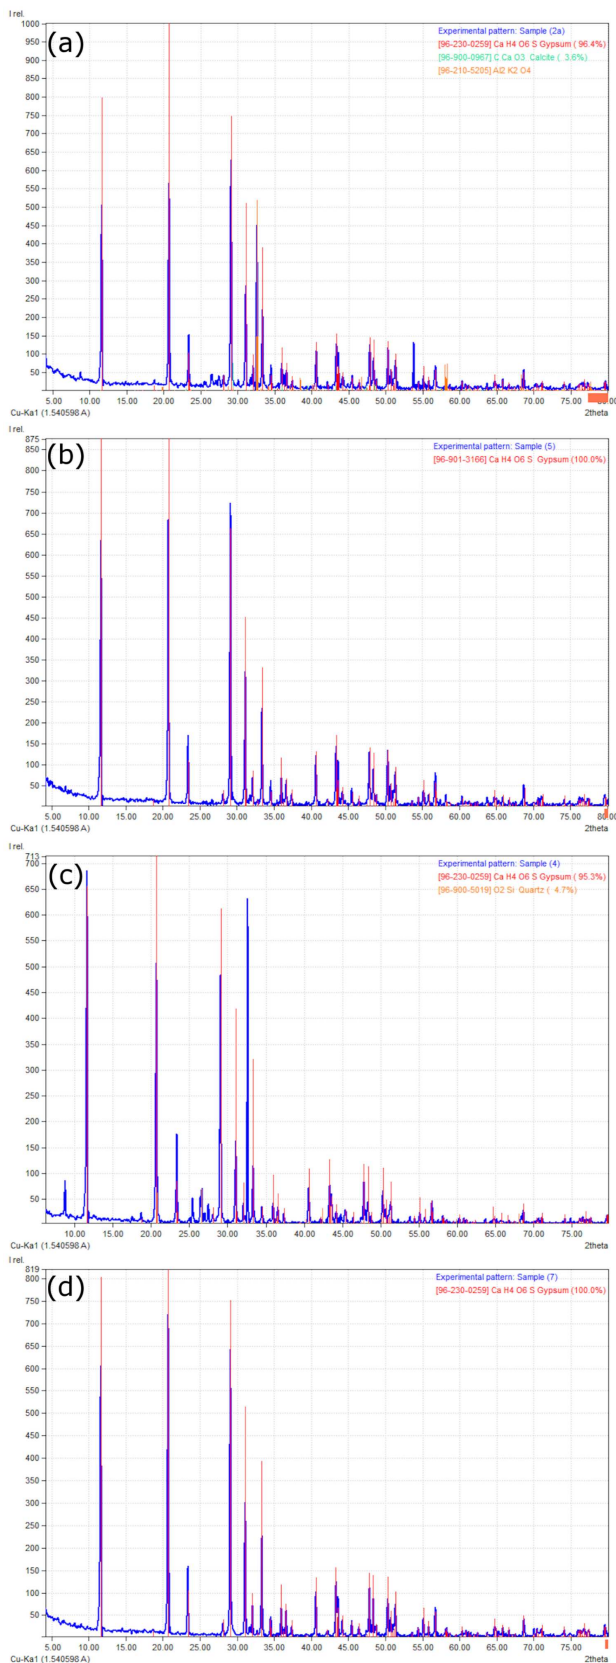 I rel.
(a)
Experimental pattern: Sample (2a)
[96-230-0259] Ca H4 O6 S Gypsum ( 96.4%)
[96-900-0967] C Ca O3 Calcite ( 3.6%)
[96-210-5205] Al2 K2 O4
1000
950
900
850
800
750
700
650
600
550
500
450
400
350
300
250
200
150
100
50
5.00 10.00 15.00 20.00 25.00 30.00 35.00 40.00 45.00 50.00 55.00 60.00 65.00 70.00 75.00
Cu-Ka1 (1.540598 A) 2theta
I rel.
(b)
Experimental pattern: Sample (5)
[96-901-3166] Ca H4 O6 S Gypsum (100.0%)
875
850
800
750
700
650
600
550
500
450
400
350
300
250
200
150
100
50
5.00 10.00 15.00 20.00 25.00 30.00 35.00 40.00 45.00 50.00 55.00 60.00 65.00 70.00 75.00
Cu-Ka1 (1.540598 A) 2theta
I rel.
(c)
Experimental pattern: Sample (4)
[96-230-0259] Ca H4 O6 S Gypsum ( 95.3%)
[96-900-5019] O2 Si Quartz ( 4.7%)
713
700
650
600
550
500
450
400
350
300
250
200
150
100
50
10.00 15.00 20.00 25.00 30.00 35.00 40.00 45.00 50.00 55.00 60.00 65.00 70.00 75.00
Cu-Ka1 (1.540598 A) 2theta
I rel.
(d)
Experimental pattern: Sample (7)
[96-230-0259] Ca H4 O6 S Gypsum (100.0%)
819
800
750
700
650
600
550
500
450
400
350
300
250
200
150
100
50
5.00 10.00 15.00 20.00 25.00 30.00 35.00 40.00 45.00 50.00 55.00 60.00 65.00 70.00 75.00
Cu-Ka1 (1.540598 A) 2theta